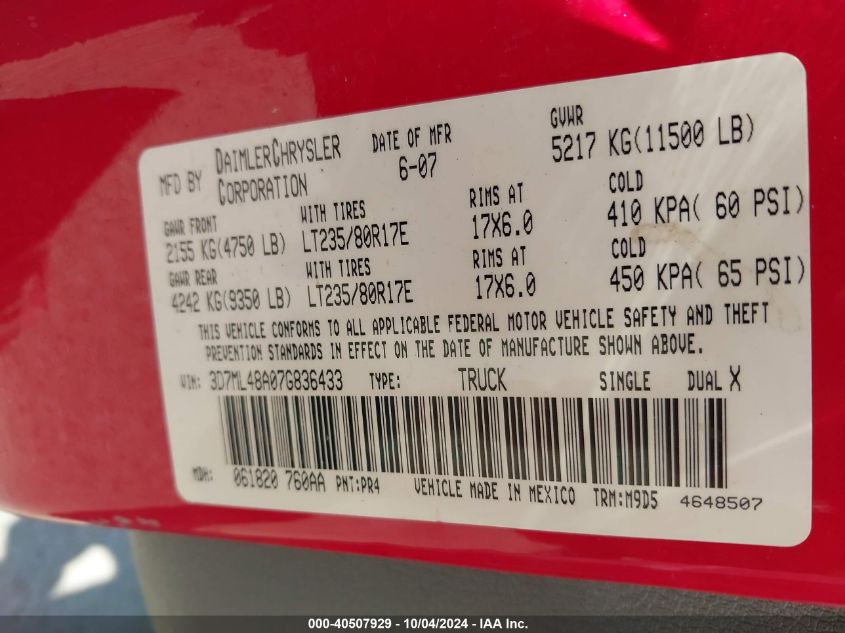 MFD BY DAIMLERCHRYSLER CORPORATION
DATE OF MFR 6-07
GVWR 5217 KG(11500 LB)
GAWR FRONT WITH TIRES RIMS AT COLD
2155 KG(4750 LB) LT235/80R17E 17X6.0 410 KPA( 60 PSI)
GAWR REAR WITH TIRES RIMS AT COLD
4242 KG(9350 LB) LT235/80R17E 17X6.0 450 KPA( 65 PSI)
THIS VEHICLE CONFORMS TO ALL APPLICABLE FEDERAL MOTOR VEHICLE SAFETY AND THEFT
PREVENTION STANDARDS IN EFFECT ON THE DATE OF MANUFACTURE SHOWN ABOVE.
VIN: 3D7ML48A07G836433 TYPE: TRUCK SINGLE DUAL X
MDH: 061820 760AA PNT:PR4 VEHICLE MADE IN MEXICO TRM:M9D5 4648507
000-40507929 - 10/04/2024 - IAA Inc.